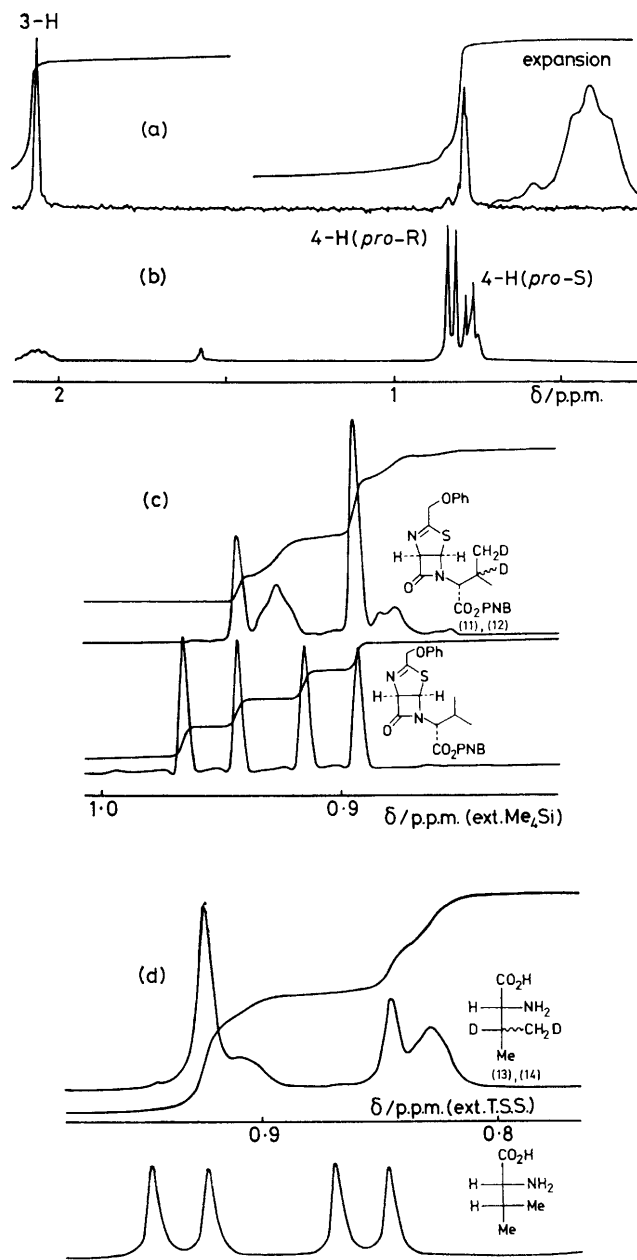 3-H
expansion
(a)
4-H(pro-R)
(b)
4-H(pro-S)
2
1
δ/p.p.m.
(c)
OPh
N
S
H
H
CH₂D
D
O
N
CO₂PNB
(11), (12)
OPh
N
S
H
H
O
N
CO₂PNB
1·0
0·9
δ/p.p.m. (ext.Me₄Si)
(d)
CO₂H
H
NH₂
D
CH₂D
Me
(13), (14)
δ/p.p.m.(ext.T.S.S.)
0·9
0·8
CO₂H
H
NH₂
H
Me
Me